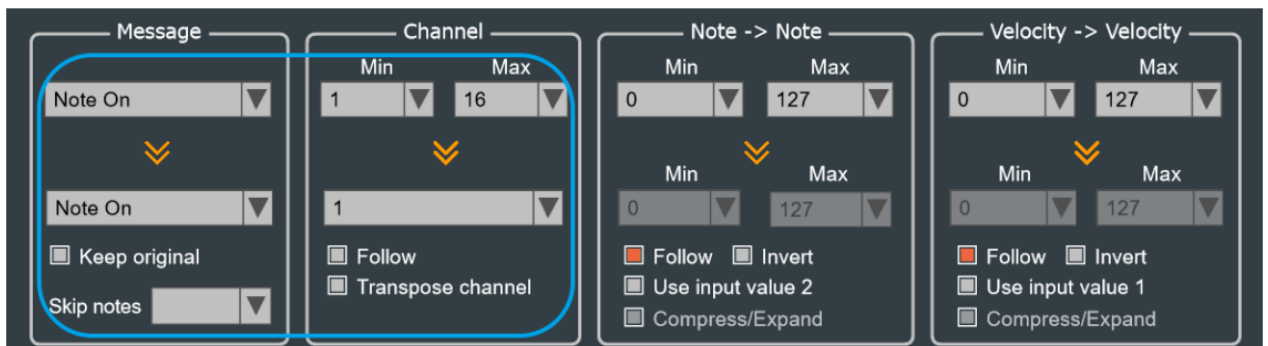 Message
Note On
Note On
Keep original
Skip notes
Channel
Min Max
1 16
1
Follow
Transpose channel
Note -> Note
Min Max
0 127
Min Max
0 127
Follow Invert
Use input value 2
Compress/Expand
Velocity -> Velocity
Min Max
0 127
Min Max
0 127
Follow Invert
Use input value 1
Compress/Expand